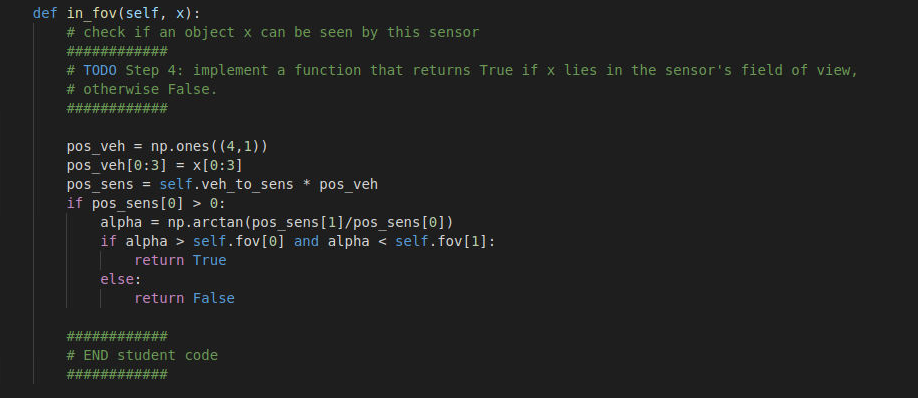 def in_fov(self, x):
# check if an object x can be seen by this sensor
############
# TODO Step 4: implement a function that returns True if x lies in the sensor's field of view,
# otherwise False.
############
pos_veh = np.ones((4,1))
pos_veh[0:3] = x[0:3]
pos_sens = self.veh_to_sens * pos_veh
if pos_sens[0] > 0:
alpha = np.arctan(pos_sens[1]/pos_sens[0])
if alpha > self.fov[0] and alpha < self.fov[1]:
return True
else:
return False
############
# END student code
############